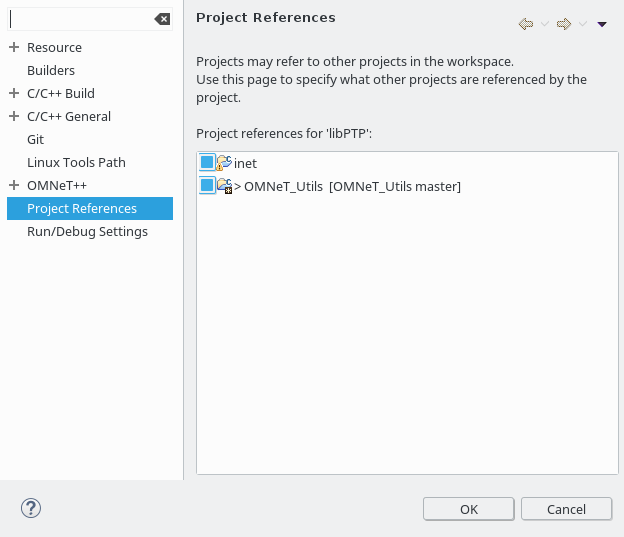 Project References
Resource
Builders
C/C++ Build
C/C++ General
Git
Linux Tools Path
OMNeT++
Project References
Run/Debug Settings
Projects may refer to other projects in the workspace.
Use this page to specify what other projects are referenced by the
project.
Project references for 'libPTP':
inet
> OMNeT_Utils [OMNeT_Utils master]
?
OK
Cancel